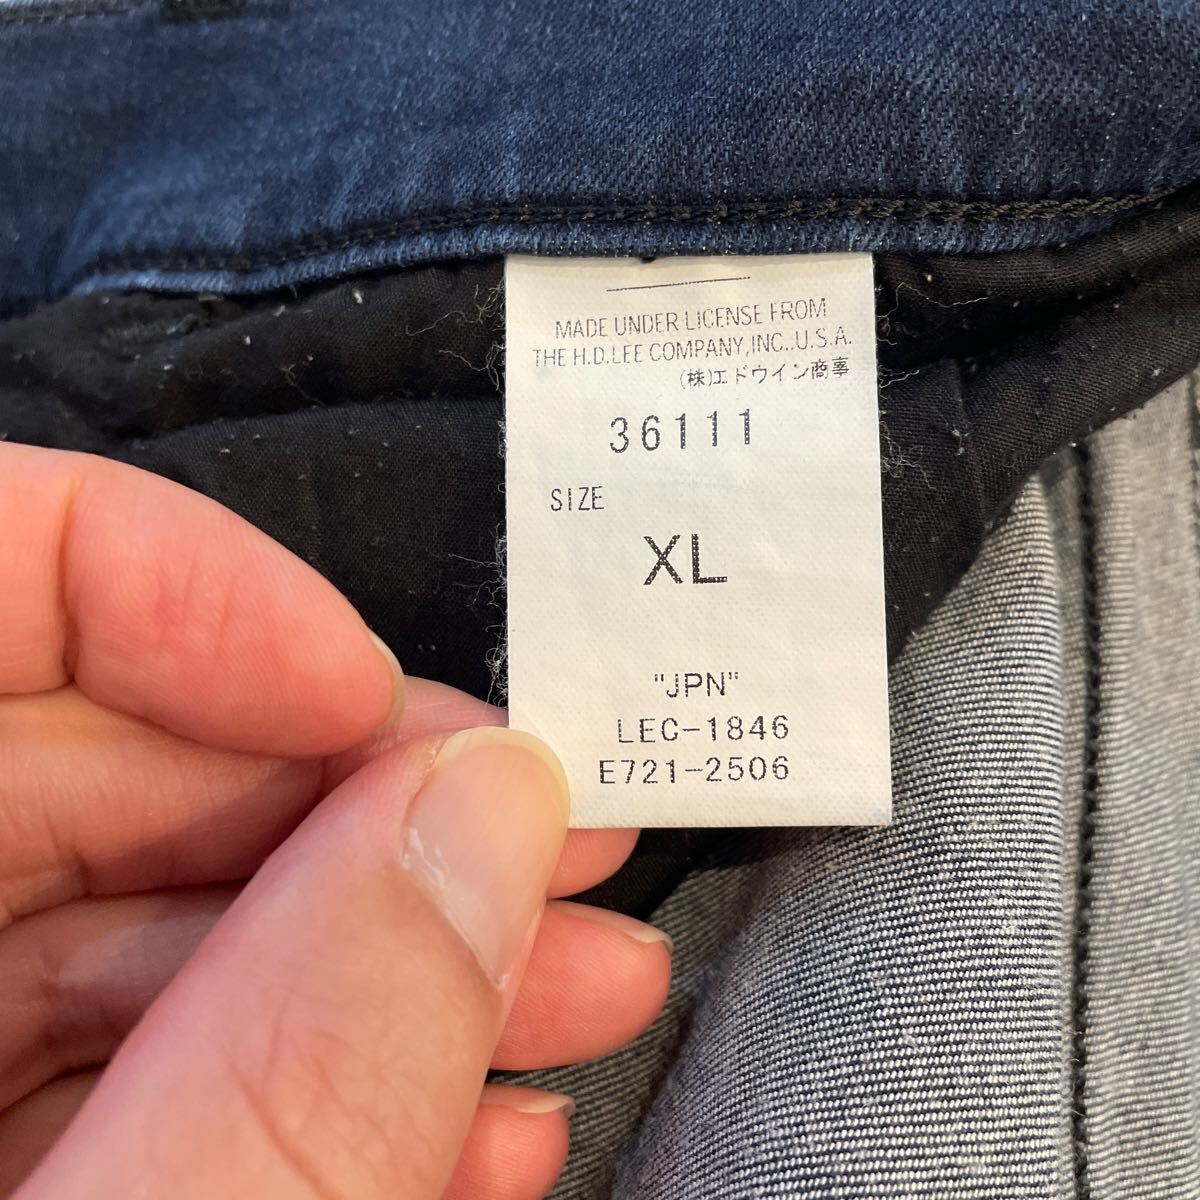 MADE UNDER LICENSE FROM
THE H.D.LEE COMPANY,INC.,U.S.A.
(株)エドウイン商事
36111
SIZE
XL
"JPN"
LEC-1846
E721-2506